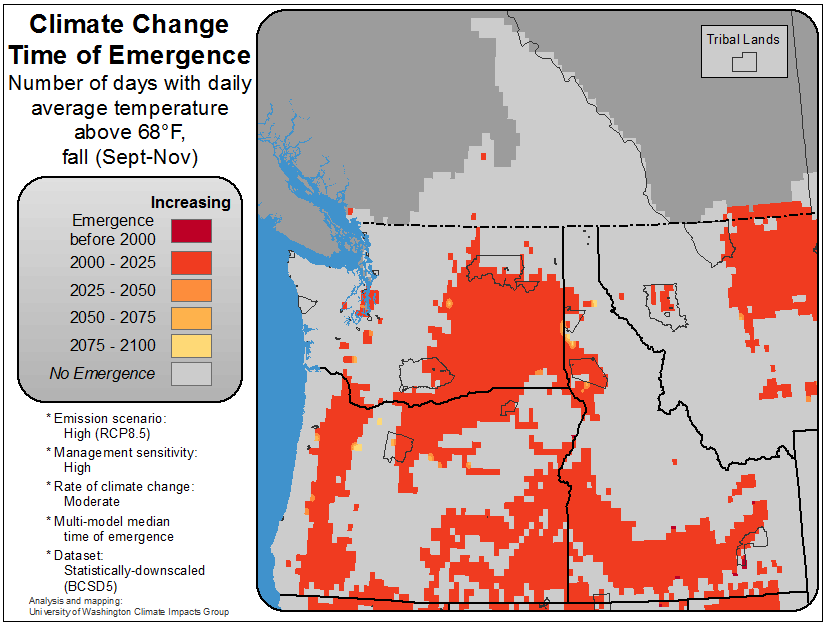 Climate Change
Time of Emergence
Number of days with daily
average temperature
above 68°F,
fall (Sept-Nov)
Increasing
Emergence
before 2000
2000 - 2025
2025 - 2050
2050 - 2075
2075 - 2100
No Emergence
* Emission scenario:
High (RCP8.5)
* Management sensitivity:
High
* Rate of climate change:
Moderate
* Multi-model median
time of emergence
* Dataset:
Statistically-downscaled
(BCSD5)
Analysis and mapping:
University of Washington Climate Impacts Group
Tribal Lands